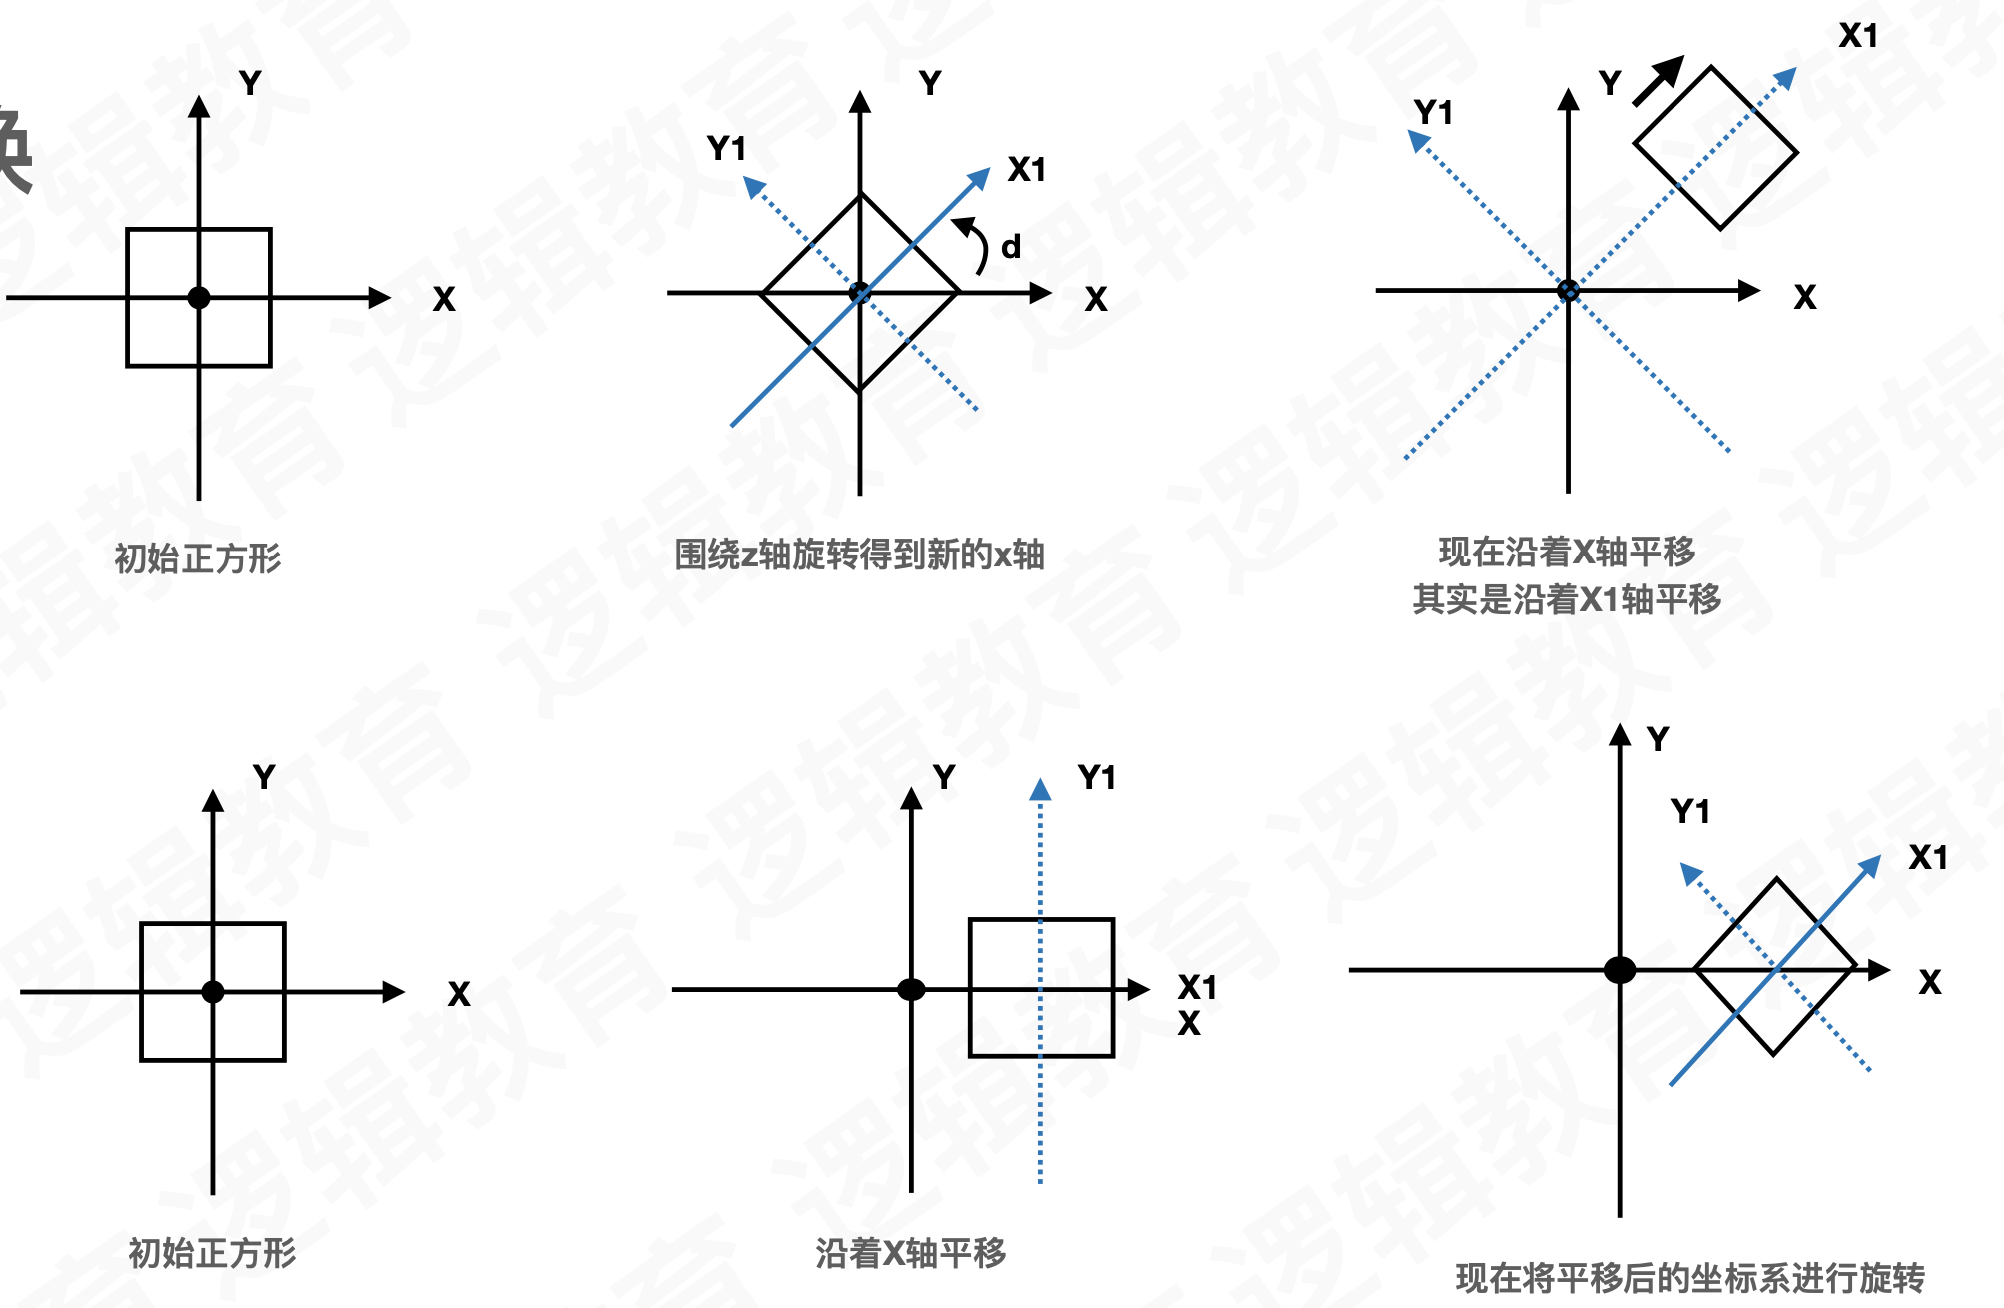 换
Y
X
初始正方形
Y
Y1
X1
d
X
围绕z轴旋转得到新的x轴
X1
Y
Y1
X
现在沿着X轴平移
其实是沿着X1轴平移
Y
X
初始正方形
Y
Y1
X1
X
沿着X轴平移
Y
Y1
X1
X
现在将平移后的坐标系进行旋转
逻辑教育